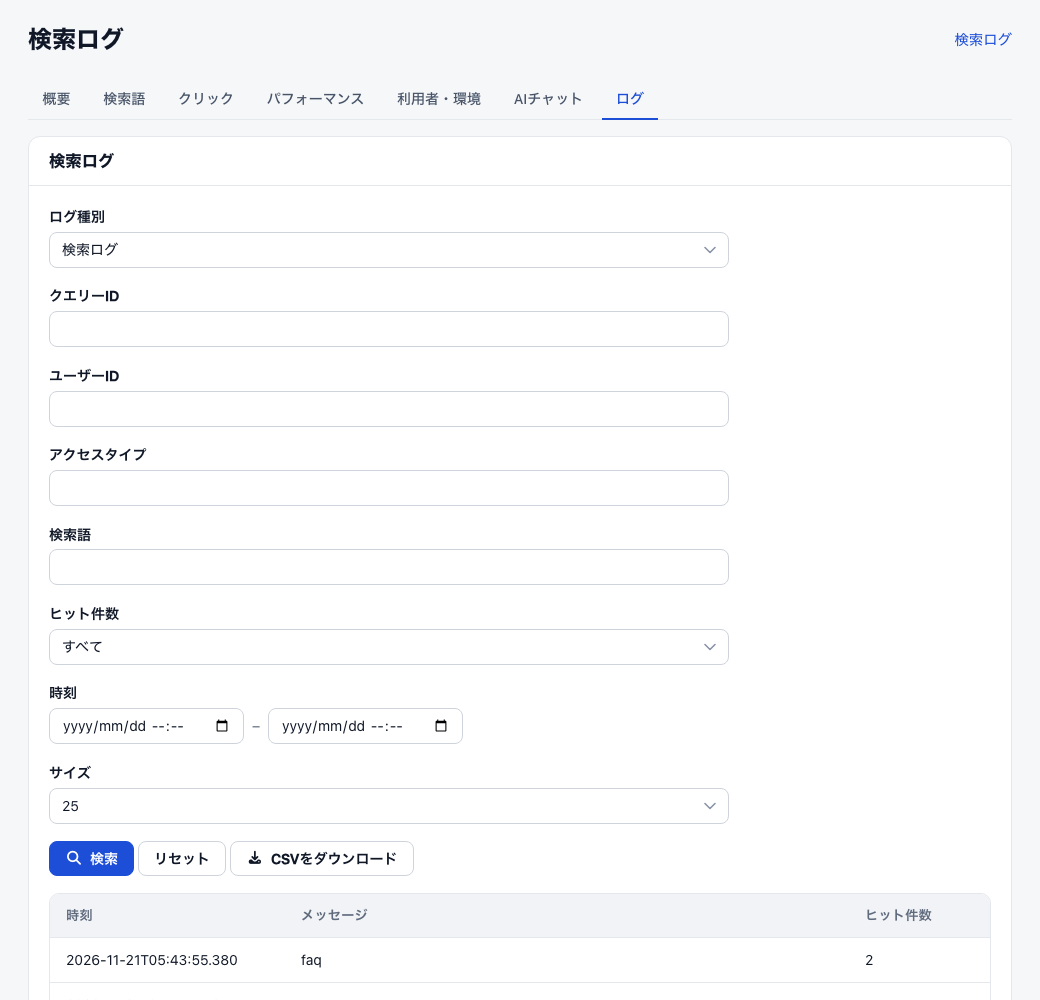 検索ログ
検索ログ
概要 検索語 クリック パフォーマンス 利用者・環境 AIチャット ログ
検索ログ
ログ種別
検索ログ
クエリーID
ユーザーID
アクセスタイプ
検索語
ヒット件数
すべて
時刻
yyyy/mm/dd --:-- – yyyy/mm/dd --:--
サイズ
25
検索 リセット CSVをダウンロード
時刻 メッセージ ヒット件数
2026-11-21T05:43:55.380 faq 2